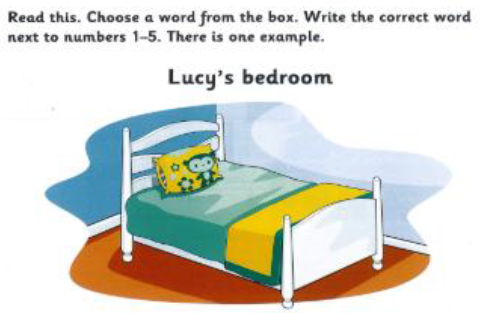 Read this. Choose a word from the box. Write the correct word
next to numbers 1–5. There is one example.
Lucy's bedroom